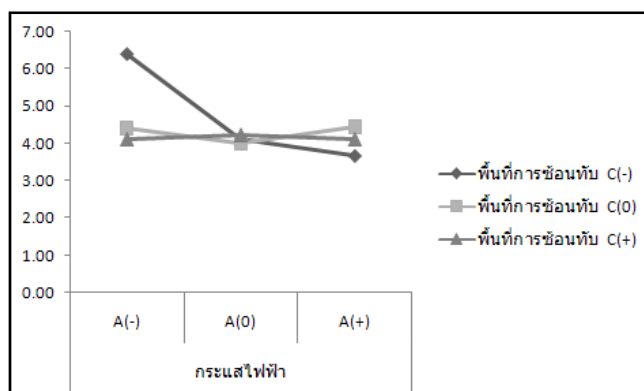 7.00
6.00
5.00
4.00
3.00
2.00
1.00
0.00
A(-) A(0) A(+)
กระแสไฟฟ้า
พื้นที่การซ้อนทับ C(-)
พื้นที่การซ้อนทับ C(0)
พื้นที่การซ้อนทับ C(+)